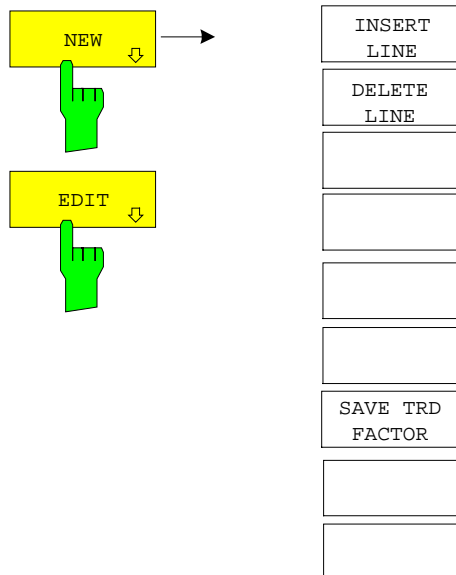 NEW
EDIT
INSERT
LINE
DELETE
LINE
SAVE TRD
FACTOR